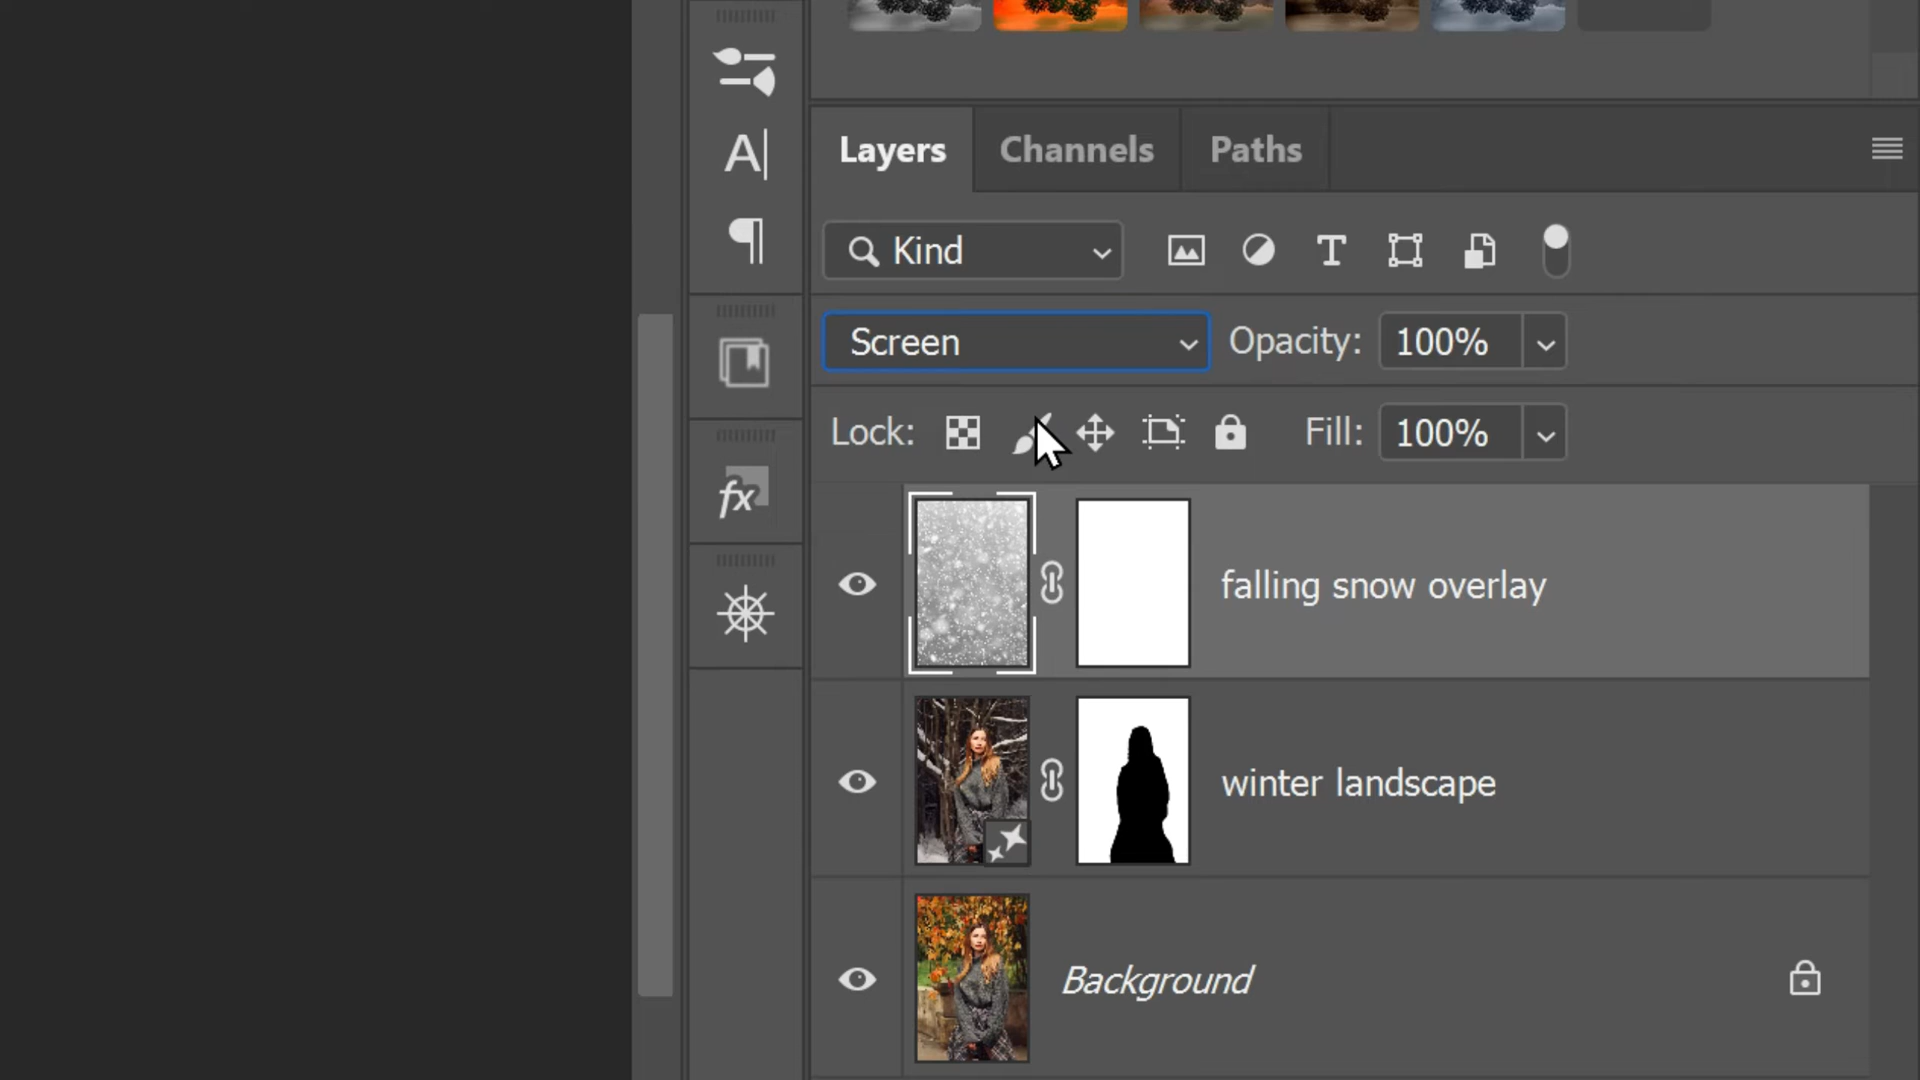 Layers Channels Paths
Kind
Screen Opacity: 100%
Lock: Fill: 100%
falling snow overlay
winter landscape
Background